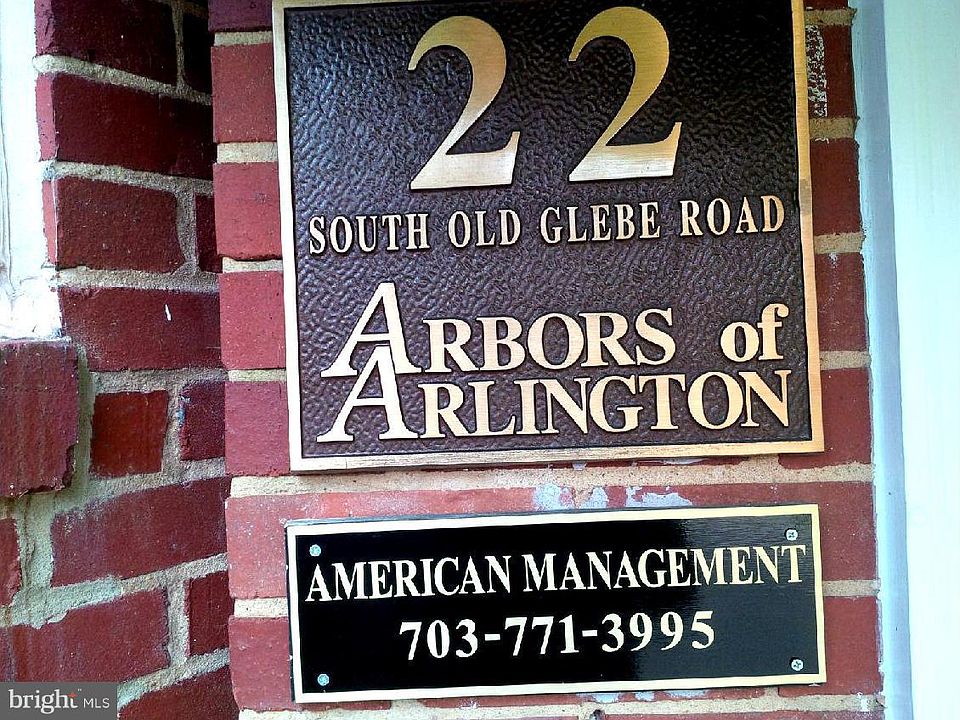 22
SOUTH OLD GLEBE ROAD
ARBORS of
ARLINGTON
AMERICAN MANAGEMENT
703-771-3995
bright MLS